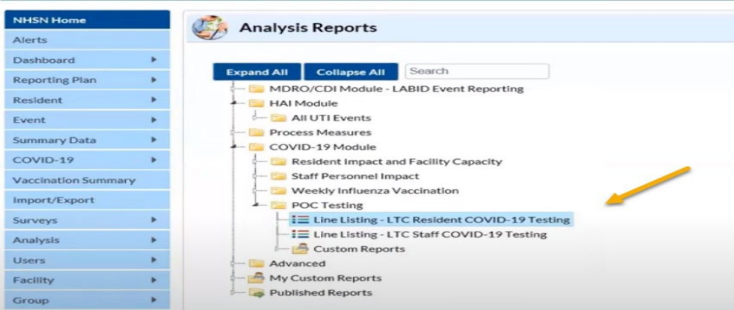 NHSN Home
Alerts
Dashboard
Reporting Plan
Resident
Event
Summary Data
COVID-19
Vaccination Summary
Import/Export
Surveys
Analysis
Users
Facility
Group
Analysis Reports
Expand All
Collapse All
Search
MDRO/CDI Module - LABID Event Reporting
HAI Module
All UTI Events
Process Measures
COVID-19 Module
Resident Impact and Facility Capacity
Staff Personnel Impact
Weekly Influenza Vaccination
POC Testing
Line Listing - LTC Resident COVID-19 Testing
Line Listing - LTC Staff COVID-19 Testing
Custom Reports
Advanced
My Custom Reports
Published Reports